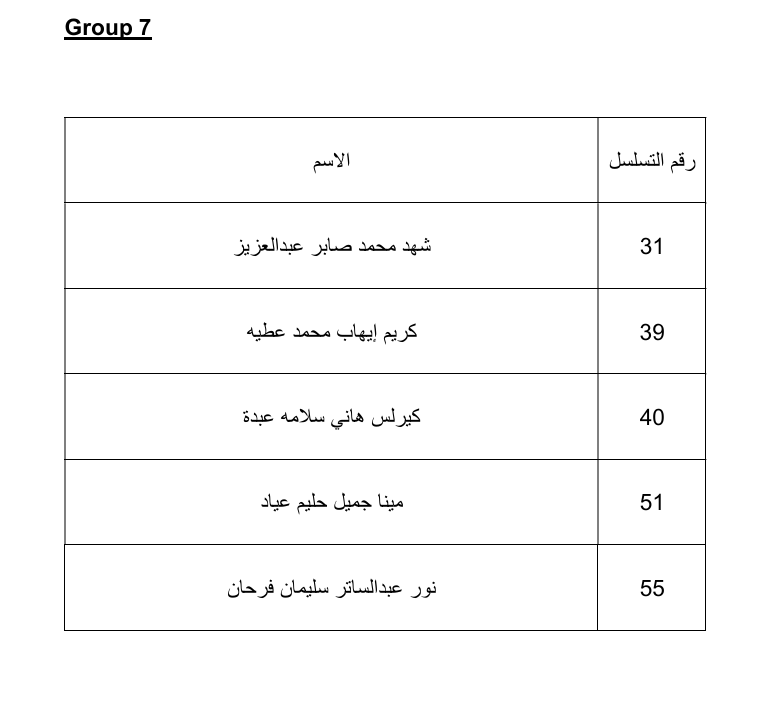 Group 7
رقم التسلسل الاسم
31 شهد محمد صابر عبدالعزيز
39 كريم إيهاب محمد عطيه
40 كيرلس هاني سلامه عبدة
51 مينا جميل حليم عياد
55 نور عبدالساتر سليمان فرحان